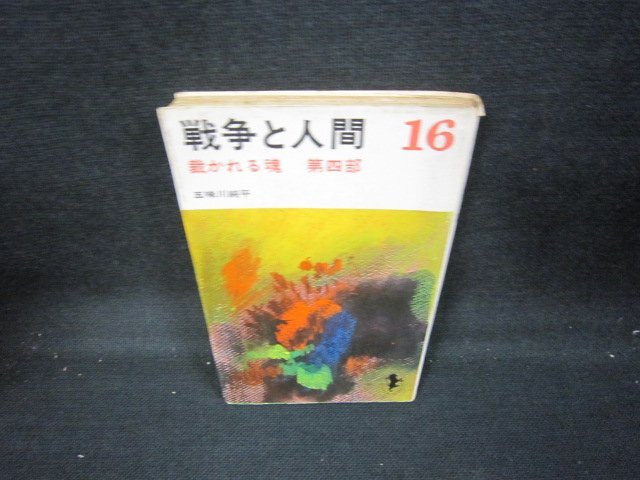 戦争と人間 16
裁かれる魂 第四部
五味川純平